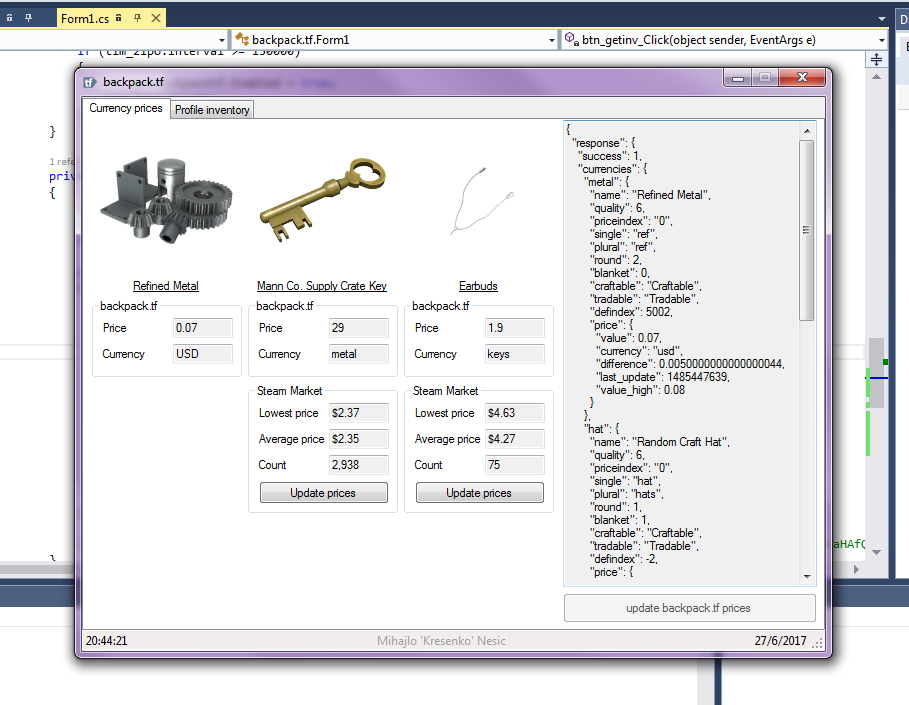 Form1.cs
backpack.tf.Form1
btn_getinv_Click(object sender, EventArgs e)
D
backpack.tf
Currency prices
Profile inventory
}
1 refe
priv
{
Refined Metal
Mann Co. Supply Crate Key
Earbuds
backpack.tf
Price
0.07
Currency
USD
backpack.tf
Price
29
Currency
metal
backpack.tf
Price
1.9
Currency
keys
Steam Market
Lowest price
$2.37
Average price
$2.35
Count
2,938
Update prices
Steam Market
Lowest price
$4.63
Average price
$4.27
Count
75
Update prices
{
"response": {
"success": 1,
"currencies": {
"metal": {
"name": "Refined Metal",
"quality": 6,
"priceindex": "0",
"single": "ref",
"plural": "ref",
"round": 2,
"blanket": 0,
"craftable": "Craftable",
"tradable": "Tradable",
"defindex": 5002,
"price": {
"value": 0.07,
"currency": "usd",
"difference": 0.0050000000000000044,
"last_update": 1485447639,
"value_high": 0.08
}
},
"hat": {
"name": "Random Craft Hat",
"quality": 6,
"priceindex": "0",
"single": "hat",
"plural": "hats",
"round": 1,
"blanket": 1,
"craftable": "Craftable",
"tradable": "Tradable",
"defindex": -2,
"price": {
aHAfQ
update backpack.tf prices
20:44:21
Mihajlo 'Kresenko' Nesic
27/6/2017